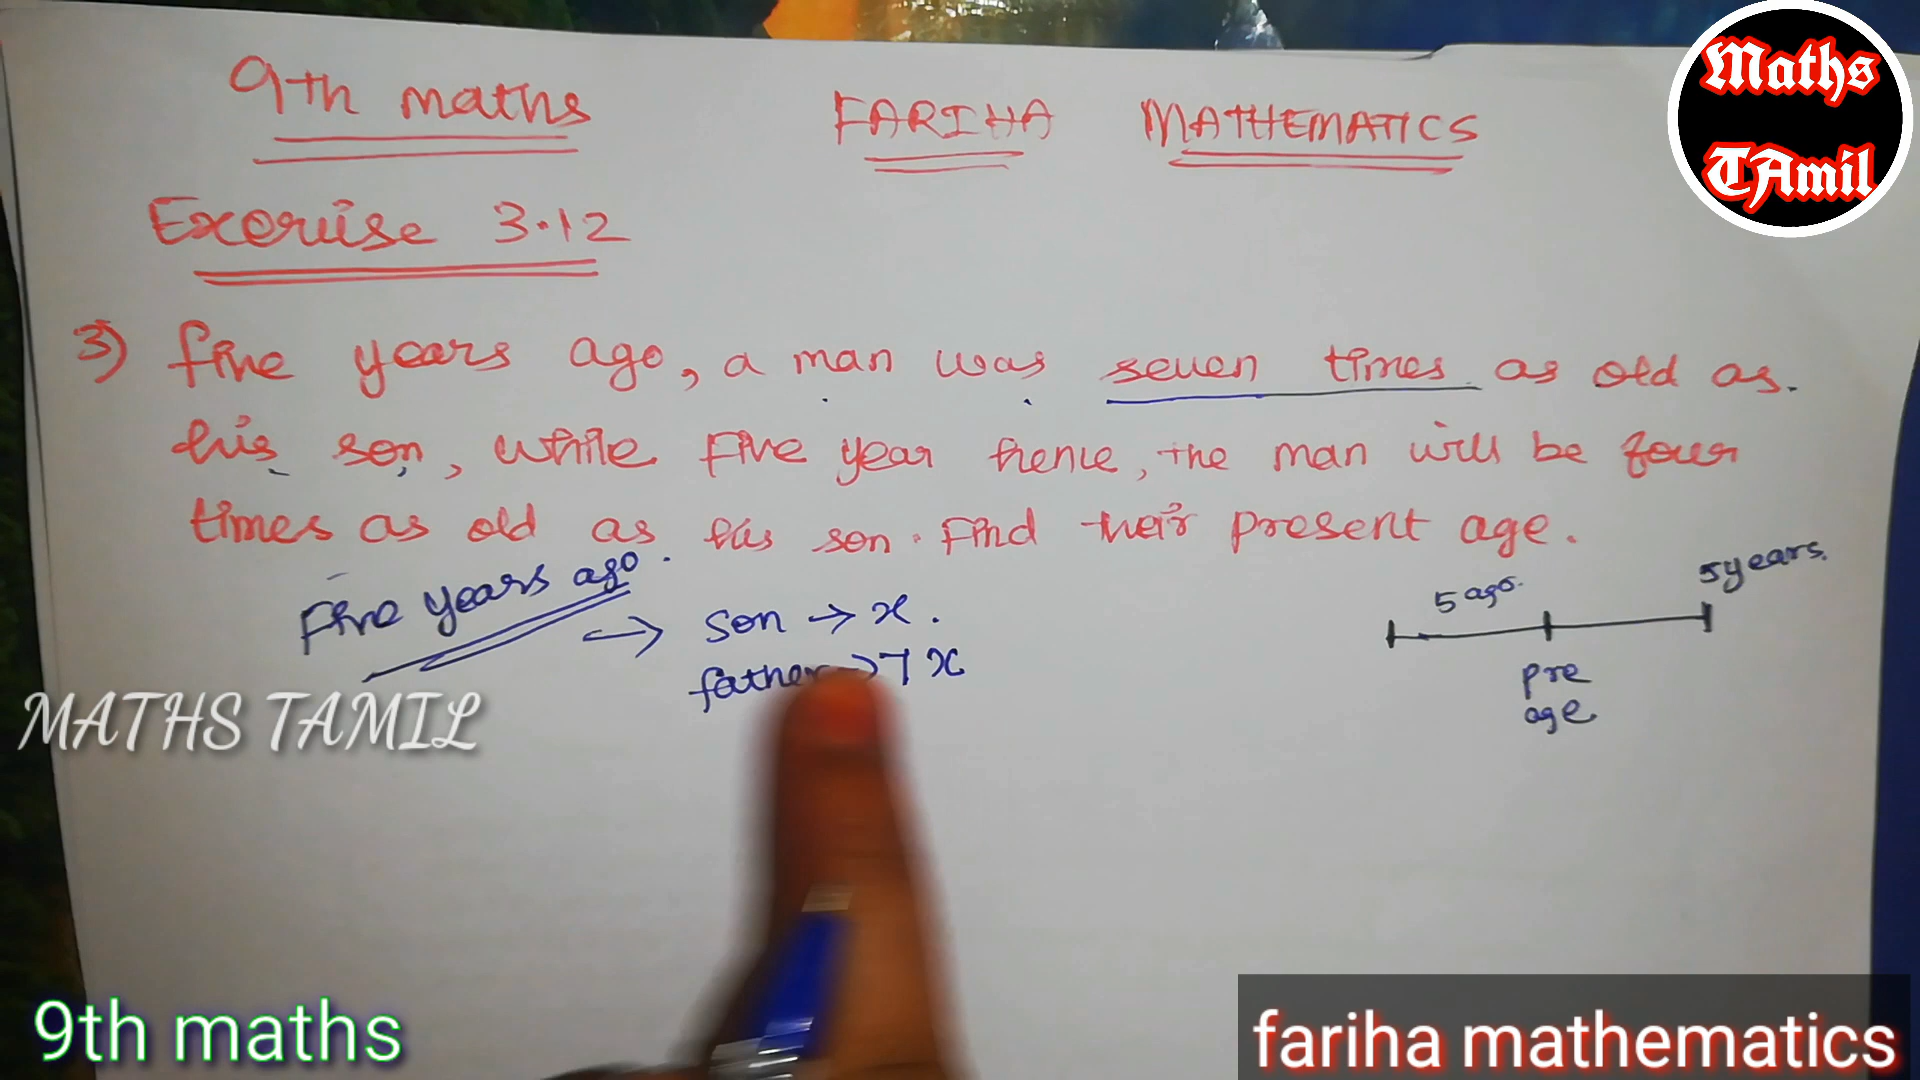 9th maths
FARIHA MATHEMATICS
Maths
TAmil
Exercise 3.12
3) Five years ago, a man was seven times as old as
his son, while Five year hence, the man will be four
times as old as his son. Find their present age.
Five years ago
→ son → x.
father → 7x
5 ago.
5years.
pre
age
MATHS TAMIL
9th maths
fariha mathematics